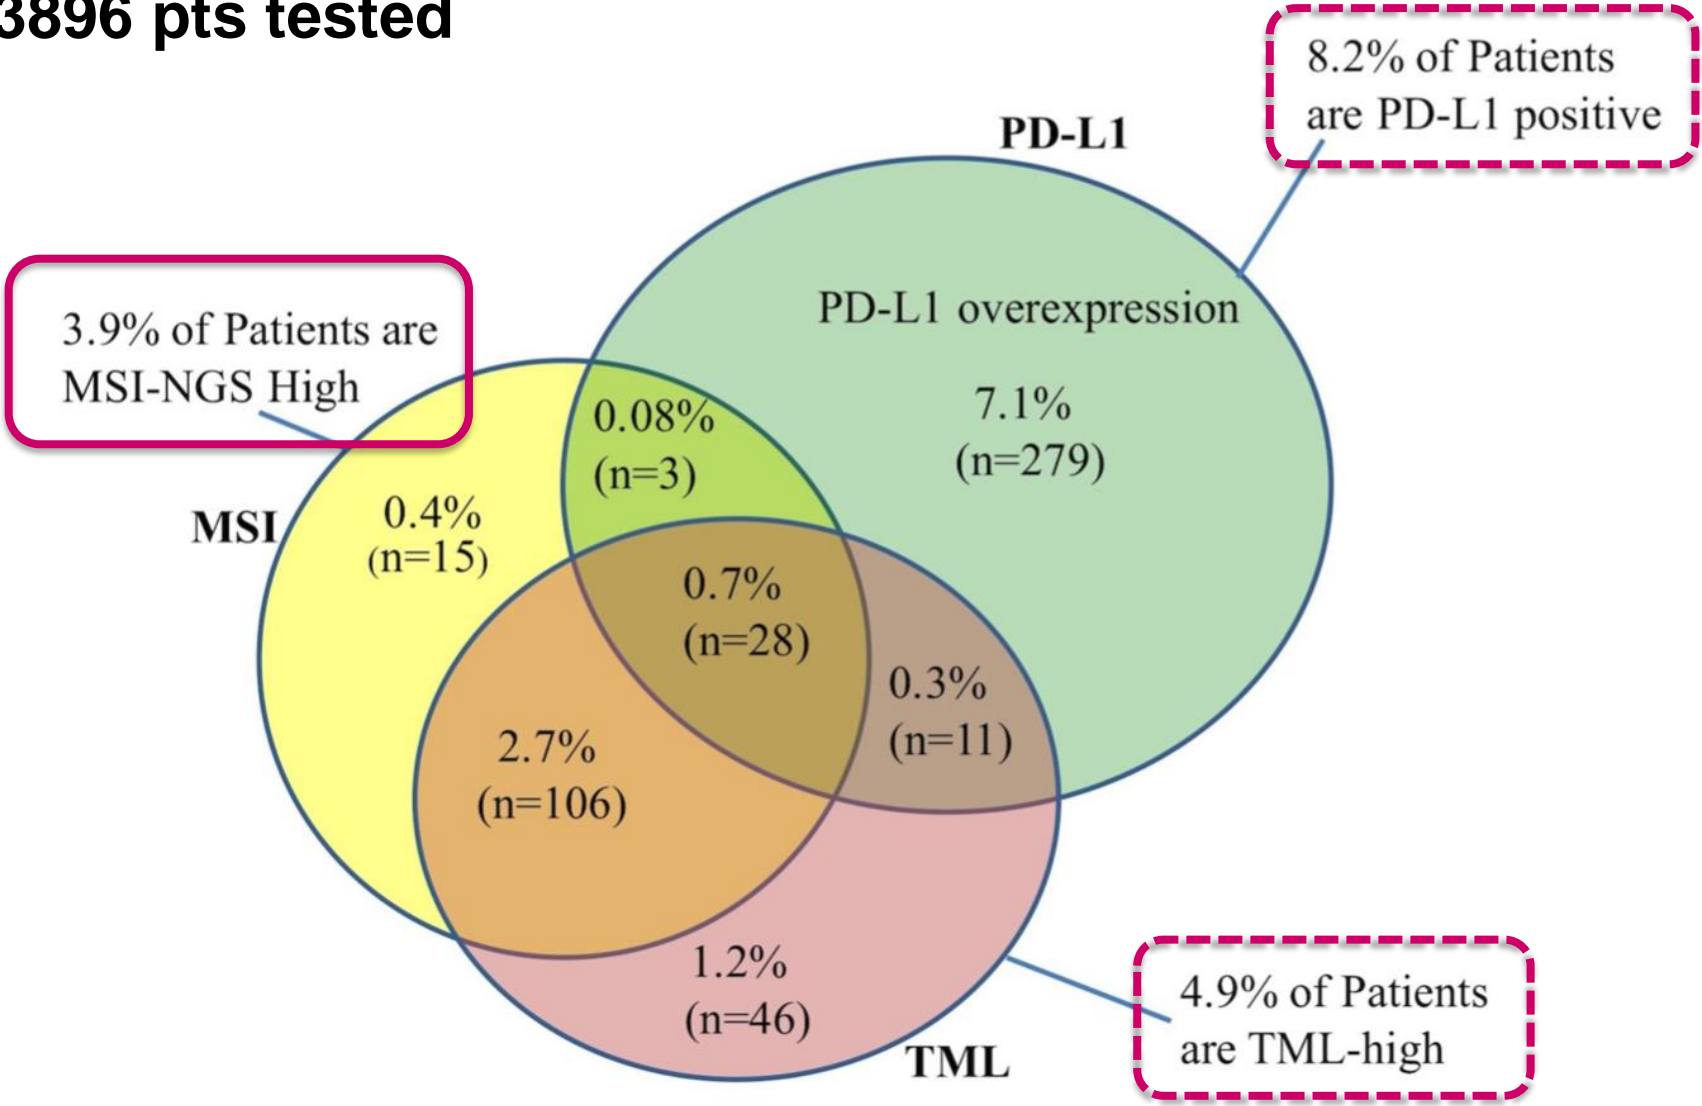 3896 pts tested
8.2% of Patients
are PD-L1 positive
PD-L1
PD-L1 overexpression
7.1%
(n=279)
3.9% of Patients are
MSI-NGS High
0.08%
(n=3)
MSI
0.4%
(n=15)
0.7%
(n=28)
0.3%
(n=11)
2.7%
(n=106)
1.2%
(n=46)
TML
4.9% of Patients
are TML-high